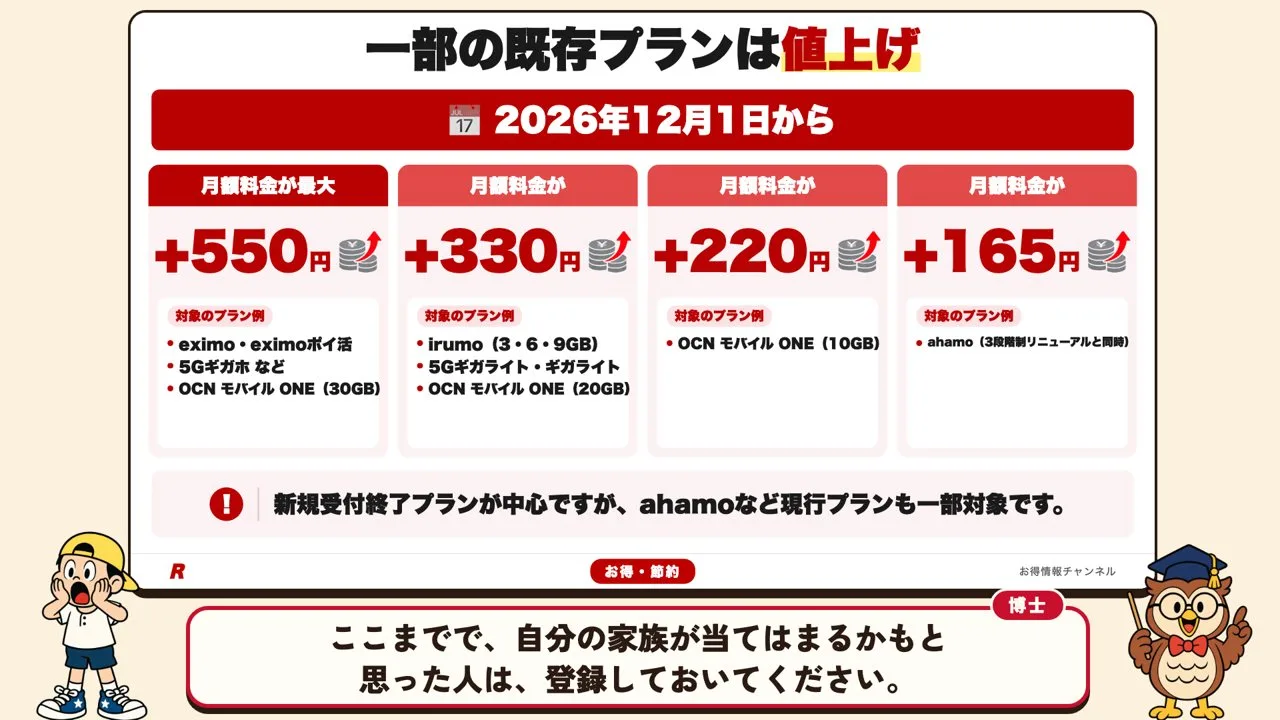 一部の既存プランは値上げ
JUL
17
2026年12月1日から
月額料金が最大
+550円
対象のプラン例
• eximo・eximoポイ活
• 5Gギガホ など
• OCN モバイル ONE（30GB）
月額料金が
+330円
対象のプラン例
• irumo（3・6・9GB）
• 5Gギガライト・ギガライト
• OCN モバイル ONE（20GB）
月額料金が
+220円
対象のプラン例
• OCN モバイル ONE（10GB）
月額料金が
+165円
対象のプラン例
• ahamo（3段階制リニューアルと同時）
! 新規受付終了プランが中心ですが、ahamoなど現行プランも一部対象です。
R
お得・節約
お得情報チャンネル
博士
ここまでで、自分の家族が当てはまるかもと
思った人は、登録しておいてください。